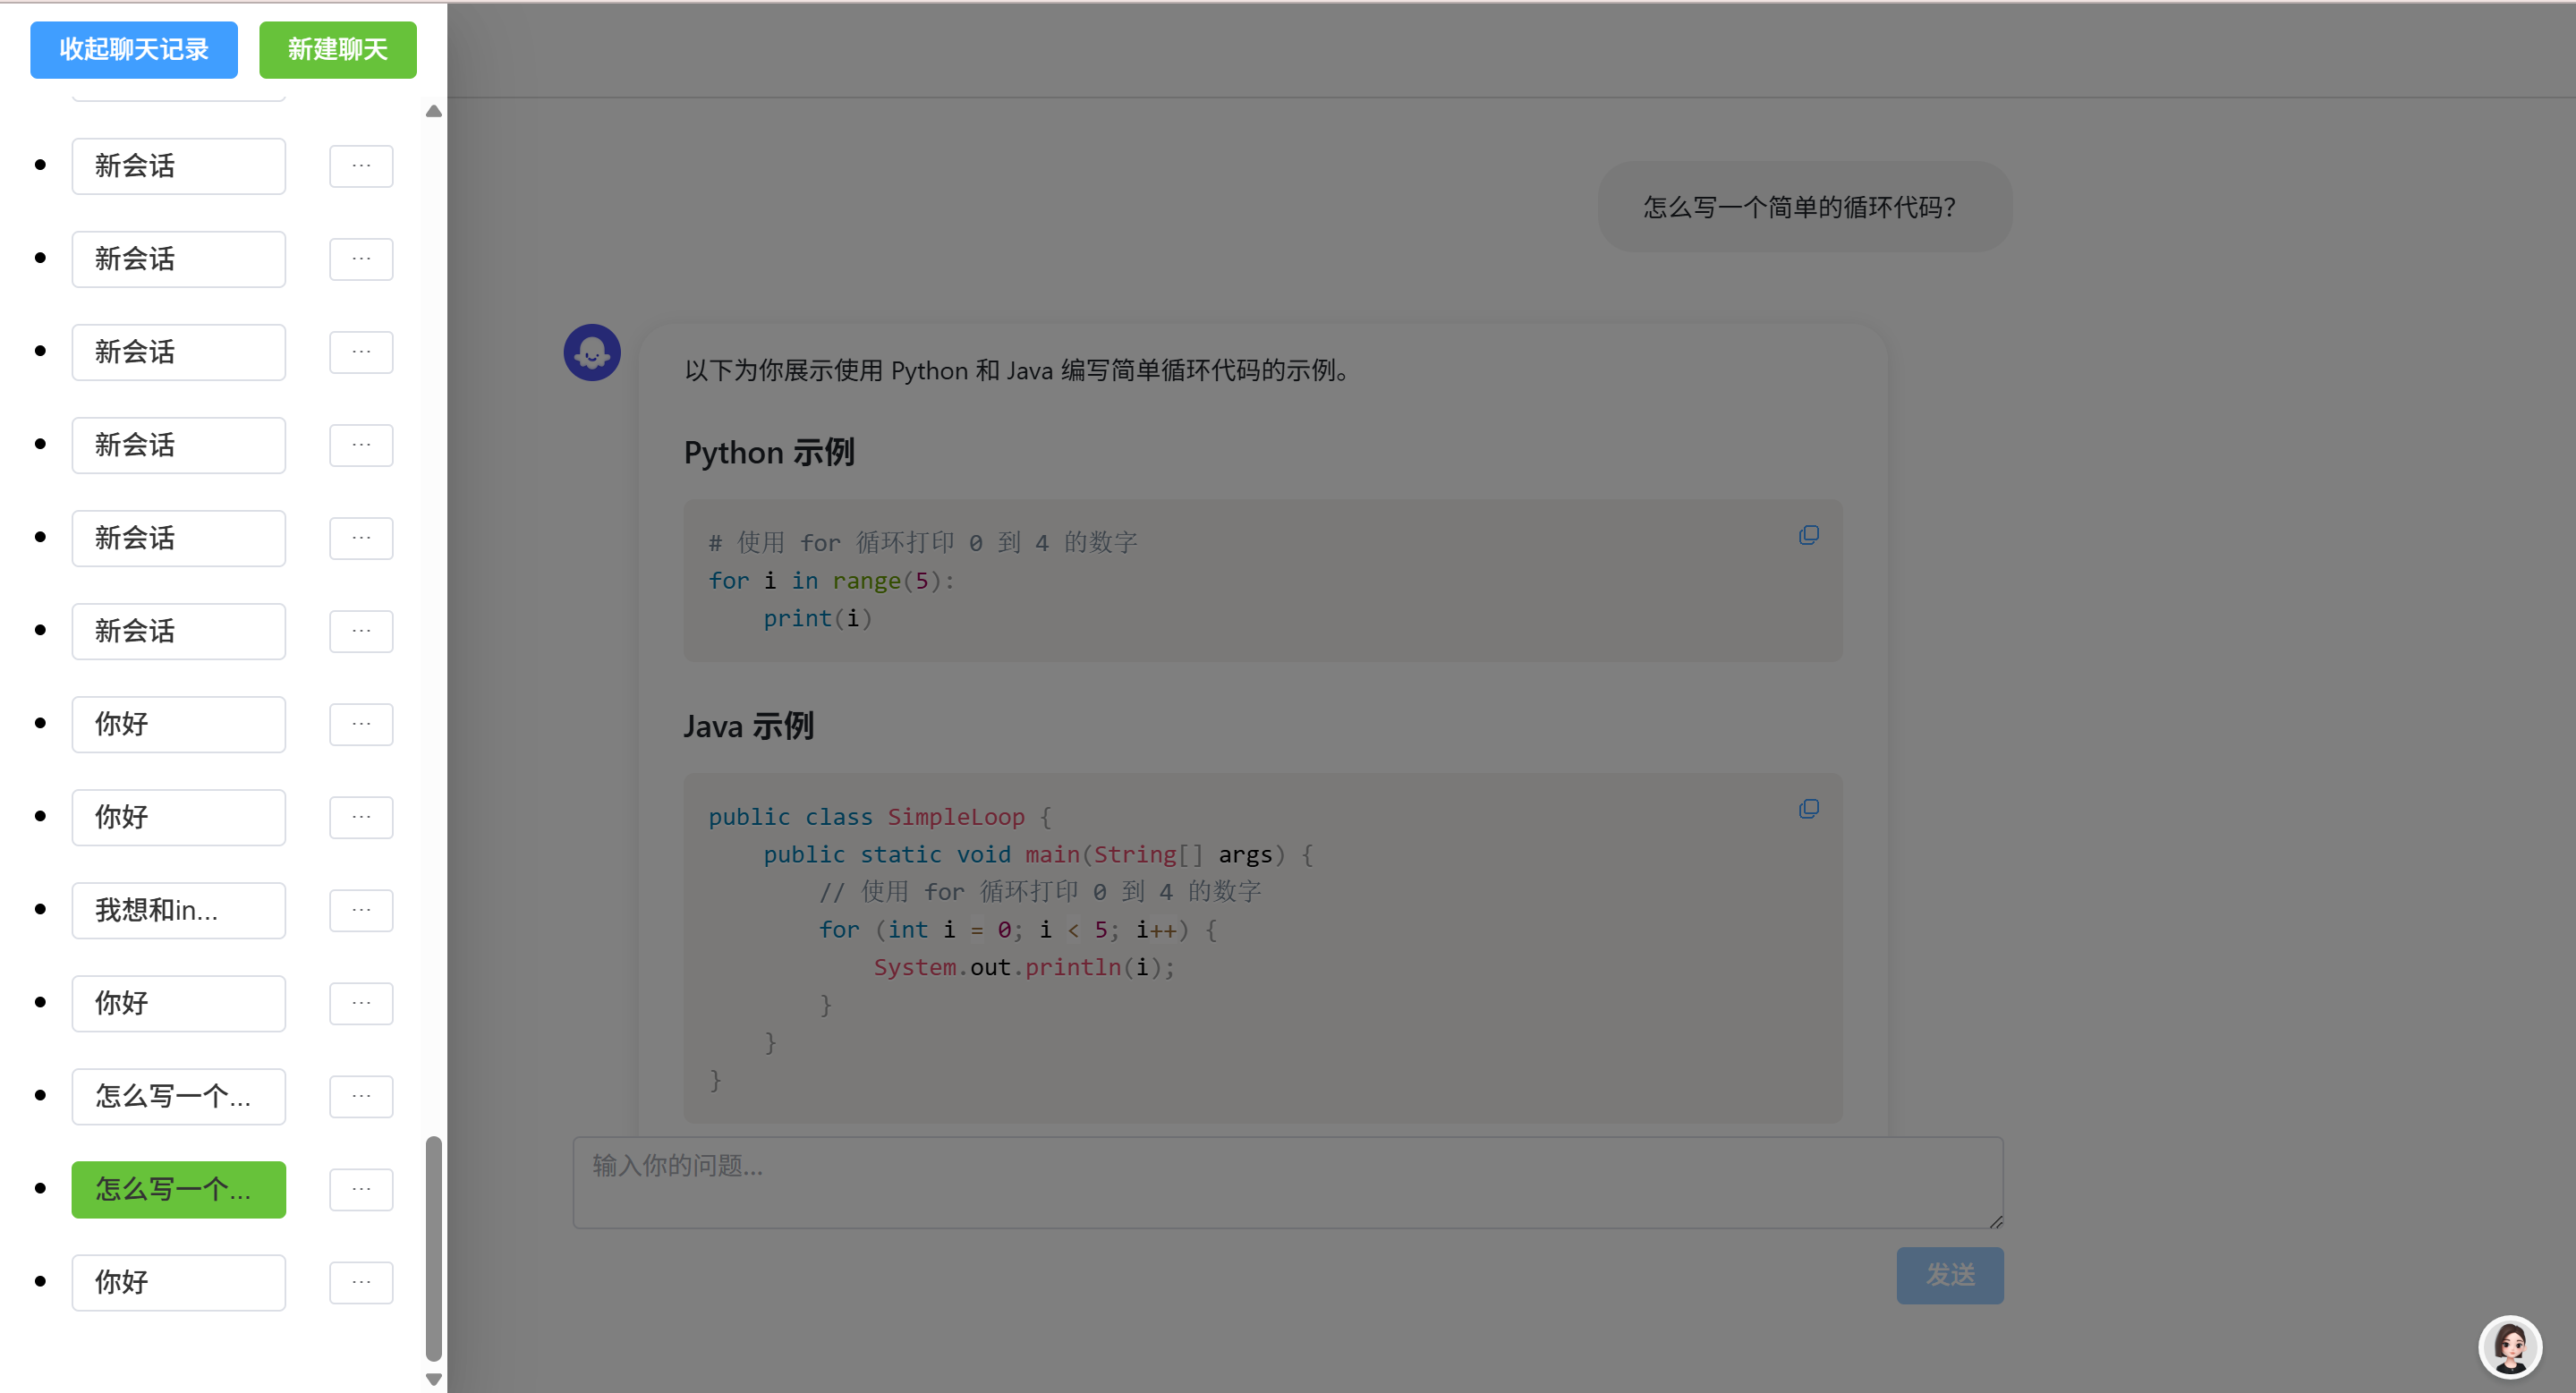 收起聊天记录
新建聊天
新会话
···
新会话
···
新会话
···
新会话
···
新会话
···
新会话
···
你好
···
你好
···
我想和in...
···
你好
···
怎么写一个...
···
怎么写一个...
···
你好
···
怎么写一个简单的循环代码?
以下为你展示使用 Python 和 Java 编写简单循环代码的示例。
Python 示例
# 使用 for 循环打印 0 到 4 的数字
for i in range(5):
    print(i)
Java 示例
public class SimpleLoop {
    public static void main(String[] args) {
        // 使用 for 循环打印 0 到 4 的数字
        for (int i = 0; i < 5; i++) {
            System.out.println(i);
        }
    }
}
输入你的问题...
发送